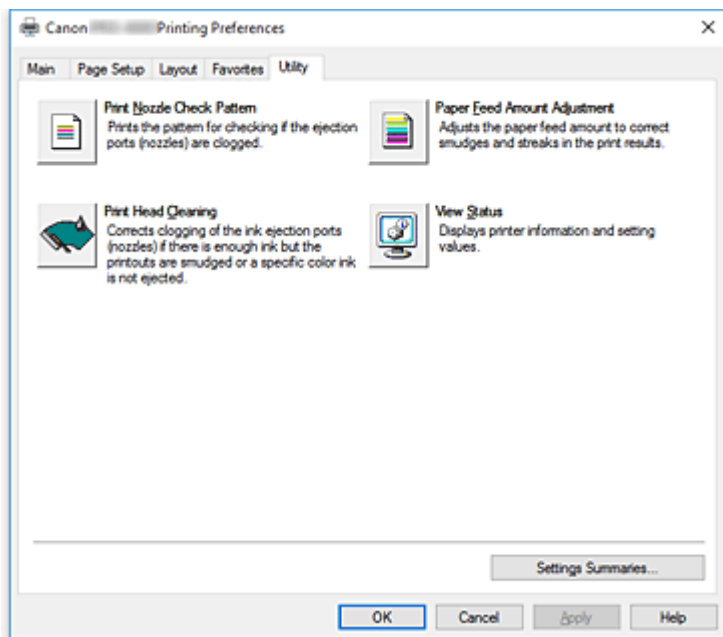 Canon Printing Preferences
Main Page Setup Layout Favorites Utility
Print Nozzle Check Pattern
Prints the pattern for checking if the ejection
ports (nozzles) are clogged.
Paper Feed Amount Adjustment
Adjusts the paper feed amount to correct
smudges and streaks in the print results.
Print Head Cleaning
Corrects clogging of the ink ejection ports
(nozzles) if there is enough ink but the
printouts are smudged or a specific color ink
is not ejected.
View Status
Displays printer information and setting
values.
Settings Summaries...
OK Cancel Apply Help